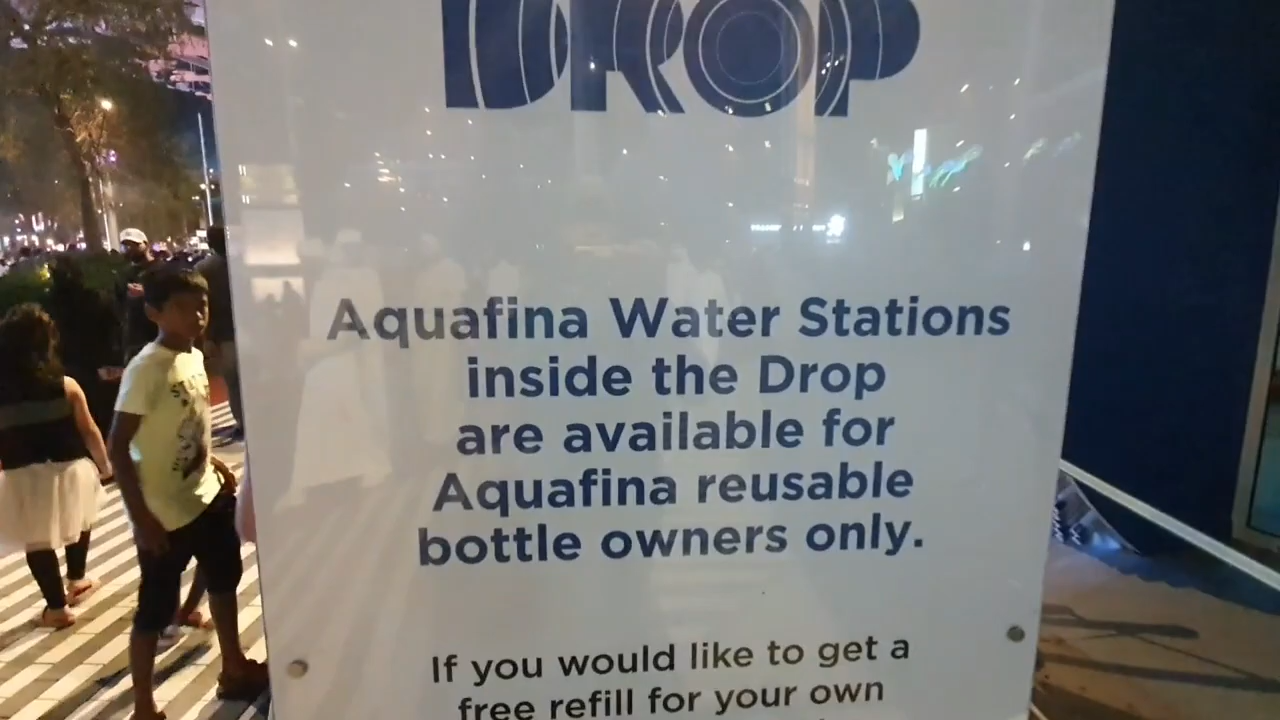 DROP
Aquafina Water Stations
inside the Drop
are available for
Aquafina reusable
bottle owners only.
If you would like to get a
free refill for your own